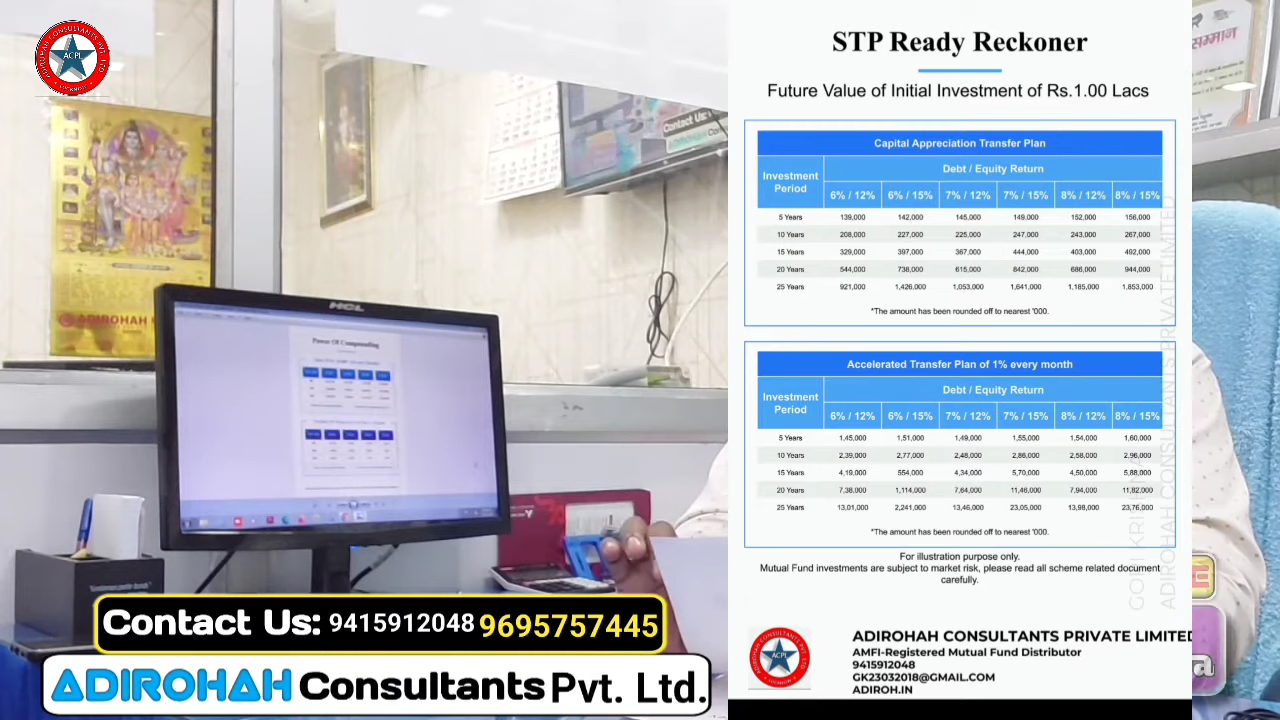 ADIROHAH CONSULTANTS PVT. LTD.
ACPL
LUCKNOW
Contact Us:
ADIROHAH
HCL
Power Of Compounding
Contact Us: 9415912048 9695757445
ADIROHAH Consultants Pvt. Ltd.
सम्मान
STP Ready Reckoner
Future Value of Initial Investment of Rs.1.00 Lacs
Capital Appreciation Transfer Plan
Investment Period Debt / Equity Return
6% / 12% 6% / 15% 7% / 12% 7% / 15% 8% / 12% 8% / 15%
5 Years 139,000 142,000 145,000 149,000 152,000 156,000
10 Years 208,000 227,000 225,000 247,000 243,000 267,000
15 Years 329,000 397,000 367,000 444,000 403,000 492,000
20 Years 544,000 738,000 615,000 842,000 686,000 944,000
25 Years 921,000 1,426,000 1,053,000 1,641,000 1,185,000 1,853,000
*The amount has been rounded off to nearest '000.
Accelerated Transfer Plan of 1% every month
Investment Period Debt / Equity Return
6% / 12% 6% / 15% 7% / 12% 7% / 15% 8% / 12% 8% / 15%
5 Years 1,45,000 1,51,000 1,49,000 1,55,000 1,54,000 1,60,000
10 Years 2,39,000 2,77,000 2,48,000 2,86,000 2,58,000 2,96,000
15 Years 4,19,000 554,000 4,34,000 5,70,000 4,50,000 5,88,000
20 Years 7,38,000 1,114,000 7,64,000 11,46,000 7,94,000 11,82,000
25 Years 13,01,000 2,241,000 13,46,000 23,05,000 13,98,000 23,76,000
*The amount has been rounded off to nearest '000.
For illustration purpose only.
Mutual Fund investments are subject to market risk, please read all scheme related document
carefully.
ADIROHAH CONSULTANTS PRIVATE LIMITED
ACPL
ADIROHAH CONSULTANTS PRIVATE LIMITED
AMFI-Registered Mutual Fund Distributor
9415912048
GK23032018@GMAIL.COM
ADIROH.IN